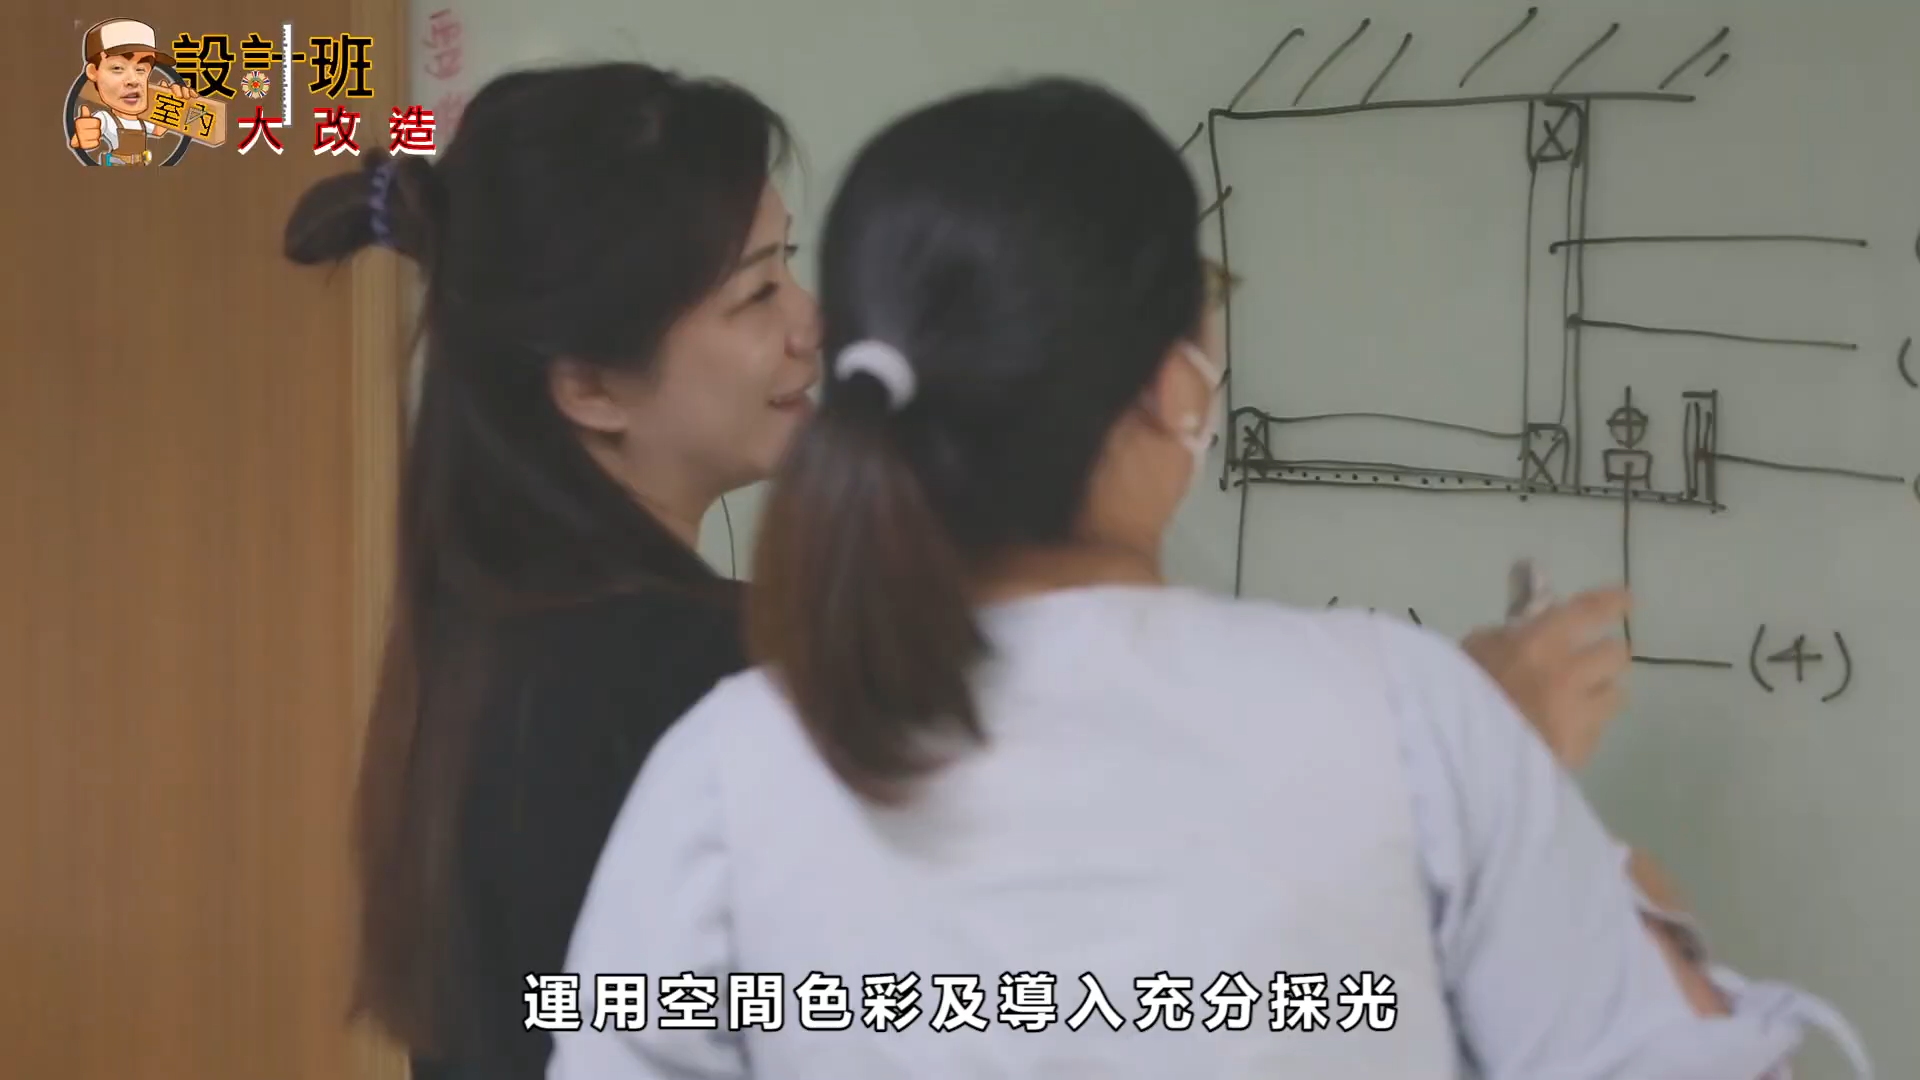 設計班
室內
大改造
(4)
運用空間色彩及導入充分採光